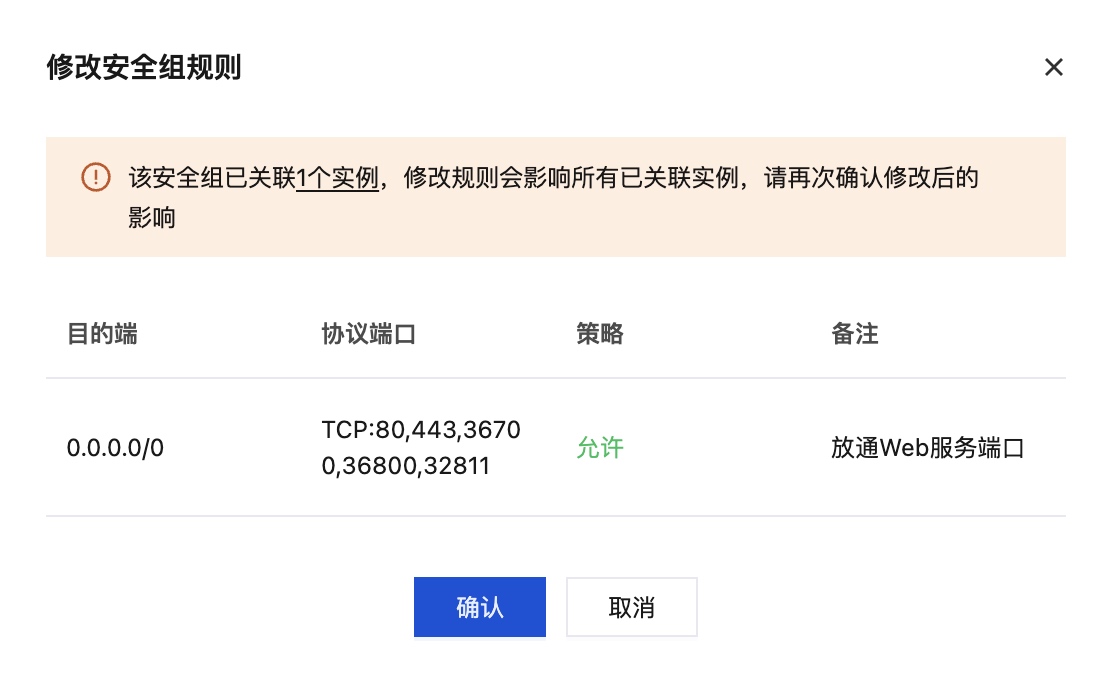 修改安全组规则
该安全组已关联1个实例，修改规则会影响所有已关联实例，请再次确认修改后的
影响
目的端 协议端口 策略 备注
0.0.0.0/0 TCP:80,443,3670 允许 放通Web服务端口
0,36800,32811
确认 取消